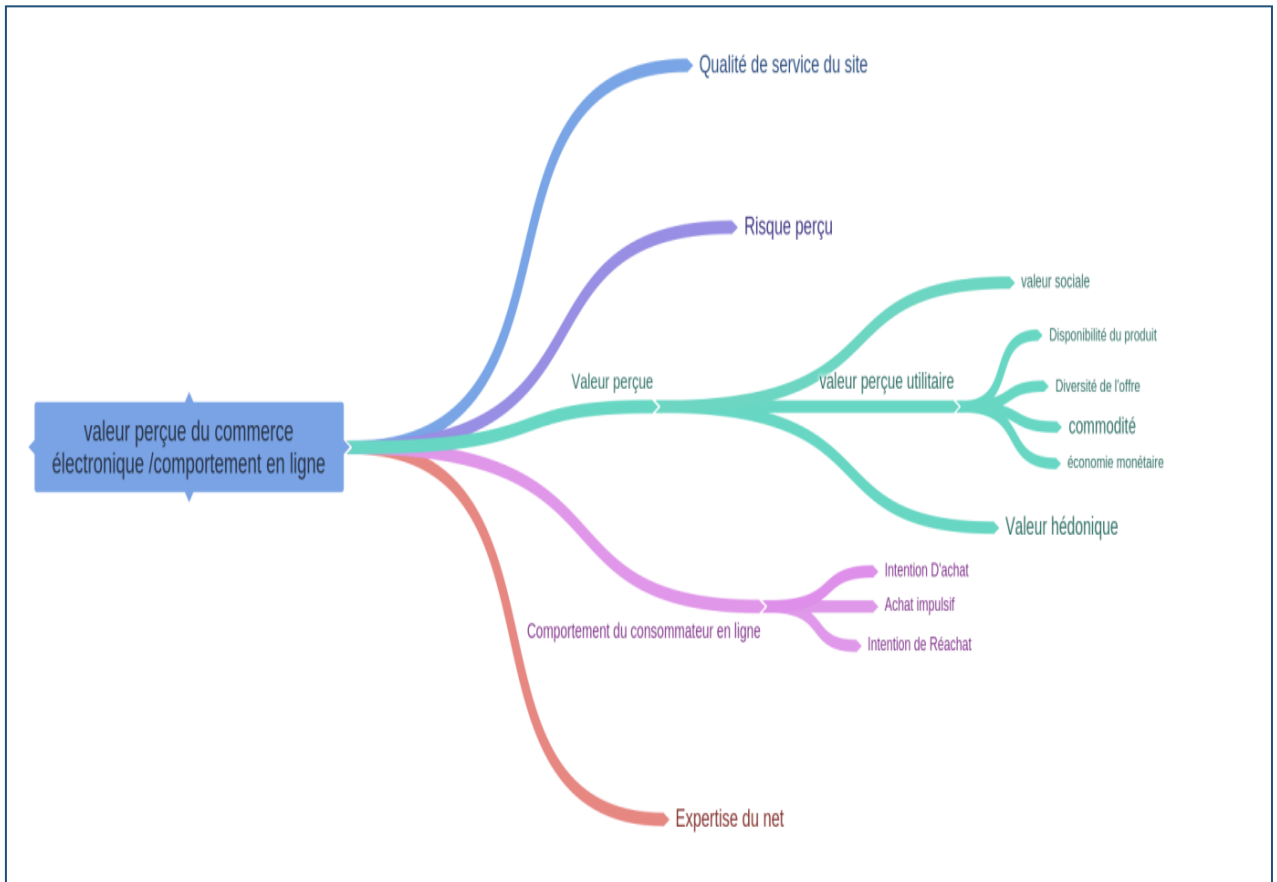 Qualité de service du site
Risque perçu
valeur sociale
Disponibilité du produit
Valeur perçue
valeur perçue utilitaire
Diversité de l'offre
commodité
valeur perçue du commerce
électronique /comportement en ligne
économie monétaire
Valeur hédonique
Intention D'achat
Achat impulsif
Comportement du consommateur en ligne
Intention de Réachat
Expertise du net